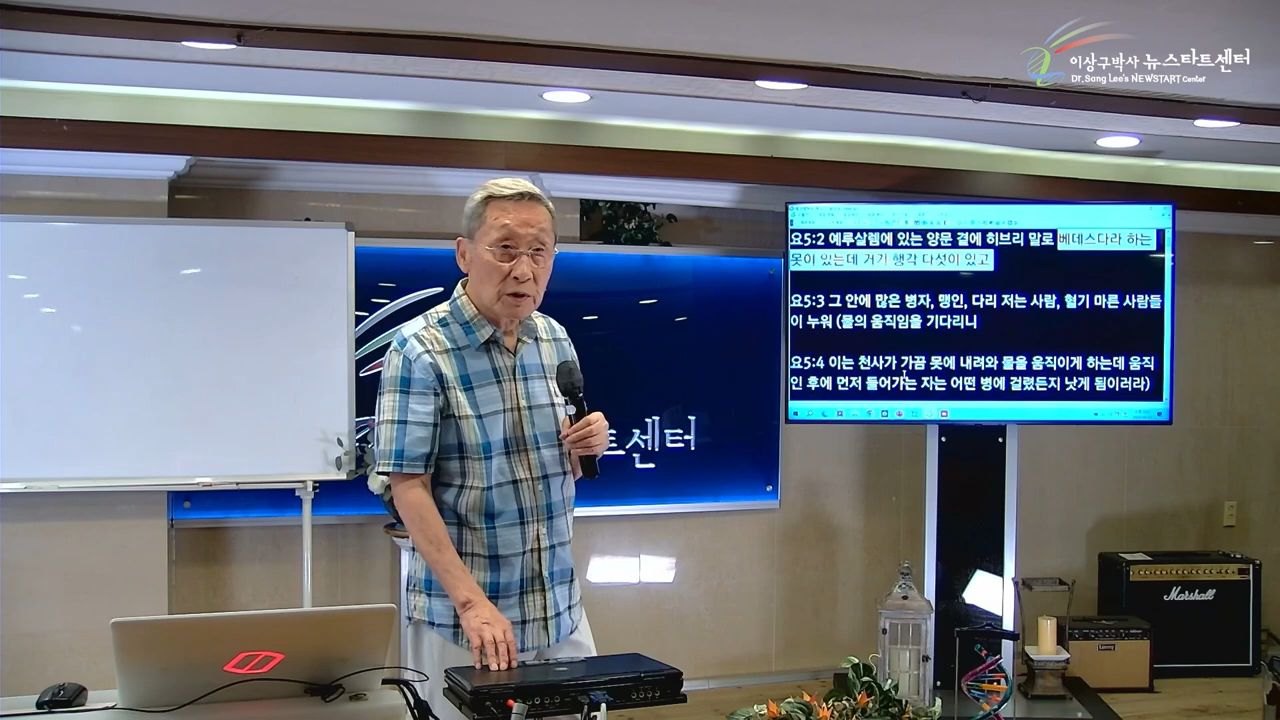 이상구박사 뉴스타트센터
Dr. Sang Lee's NEWSTART Center
요5:2 예루살렘에 있는 양문 곁에 히브리 말로 베데스다라 하는
못이 있는데 거기 행각 다섯이 있고
요5:3 그 안에 많은 병자, 맹인, 다리 저는 사람, 혈기 마른 사람들
이 누워 (물의 움직임을 기다리니
요5:4 이는 천사가 가끔 못에 내려와 물을 움직이게 하는데 움직
인 후에 먼저 들어가는 자는 어떤 병에 걸렸든지 낫게 됨이러라)
트센터
Marshall
Laney